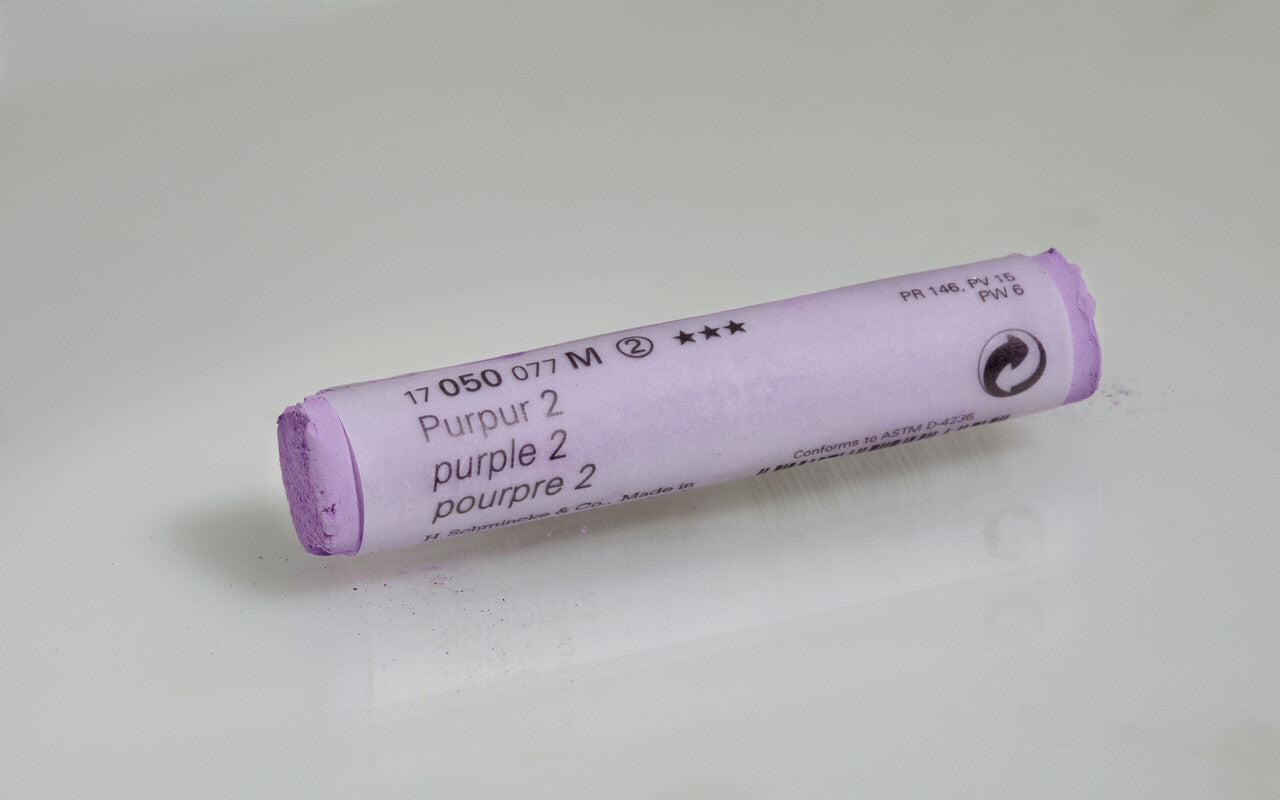 17 050 077 M ② ★★★
Purpur 2
purple 2
pourpre 2
H. Schmincke & Co., Made in
PR 146, PV 15
PW 6
Conforms to ASTM D-4236